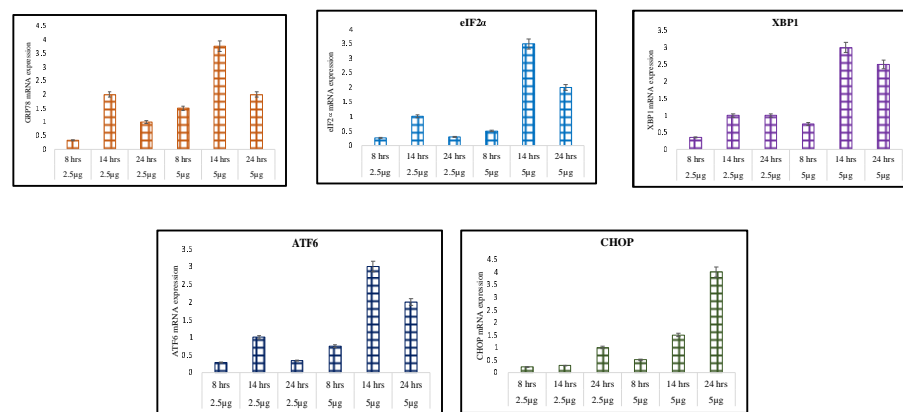 GRP78 mRNA expression
4.5
4
3.5
3
2.5
2
1.5
1
0.5
0
8 hrs 14 hrs 24 hrs 8 hrs 14 hrs 24 hrs
2.5µg 2.5µg 2.5µg 5µg 5µg 5µg
eIF2α
eIF2α mRNA expression
4
3.5
3
2.5
2
1.5
1
0.5
0
8 hrs 14 hrs 24 hrs 8 hrs 14 hrs 24 hrs
2.5µg 2.5µg 2.5µg 5µg 5µg 5µg
XBP1
XBP1 mRNA expression
3.5
3
2.5
2
1.5
1
0.5
0
8 hrs 14 hrs 24 hrs 8 hrs 14 hrs 24 hrs
2.5µg 2.5µg 2.5µg 5µg 5µg 5µg
ATF6
ATF6 mRNA expression
3.5
3
2.5
2
1.5
1
0.5
0
8 hrs 14 hrs 24 hrs 8 hrs 14 hrs 24 hrs
2.5µg 2.5µg 2.5µg 5µg 5µg 5µg
CHOP
CHOP mRNA expression
4.5
4
3.5
3
2.5
2
1.5
1
0.5
0
8 hrs 14 hrs 24 hrs 8 hrs 14 hrs 24 hrs
2.5µg 2.5µg 2.5µg 5µg 5µg 5µg